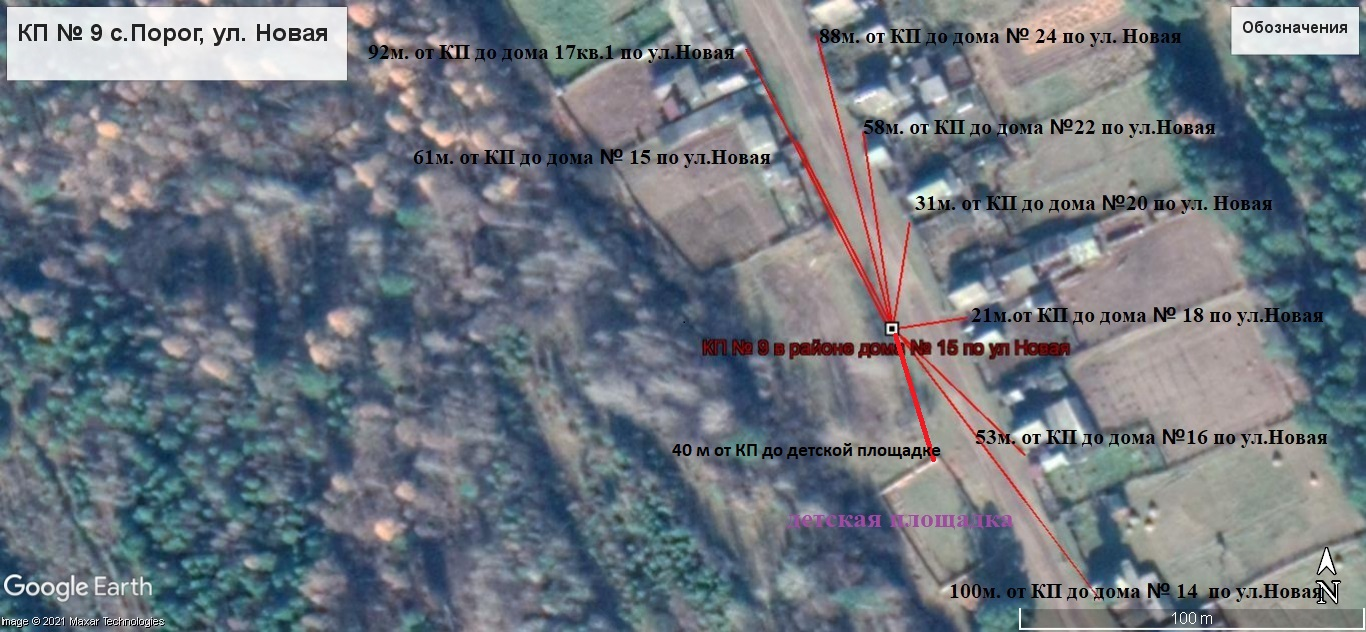 КП № 9 с.Порог, ул. Новая
Обозначения
92м. от КП до дома 17кв.1 по ул.Новая
88м. от КП до дома № 24 по ул. Новая
58м. от КП до дома №22 по ул.Новая
61м. от КП до дома № 15 по ул.Новая
31м. от КП до дома №20 по ул. Новая
21м.от КП до дома № 18 по ул.Новая
КП № 9 в районе дома № 15 по ул Новая
53м. от КП до дома №16 по ул.Новая
40 м от КП до детской площадке
детская площадка
100м. от КП до дома № 14 по ул.Новая
N
100 m
Google Earth
Image © 2021 Maxar Technologies